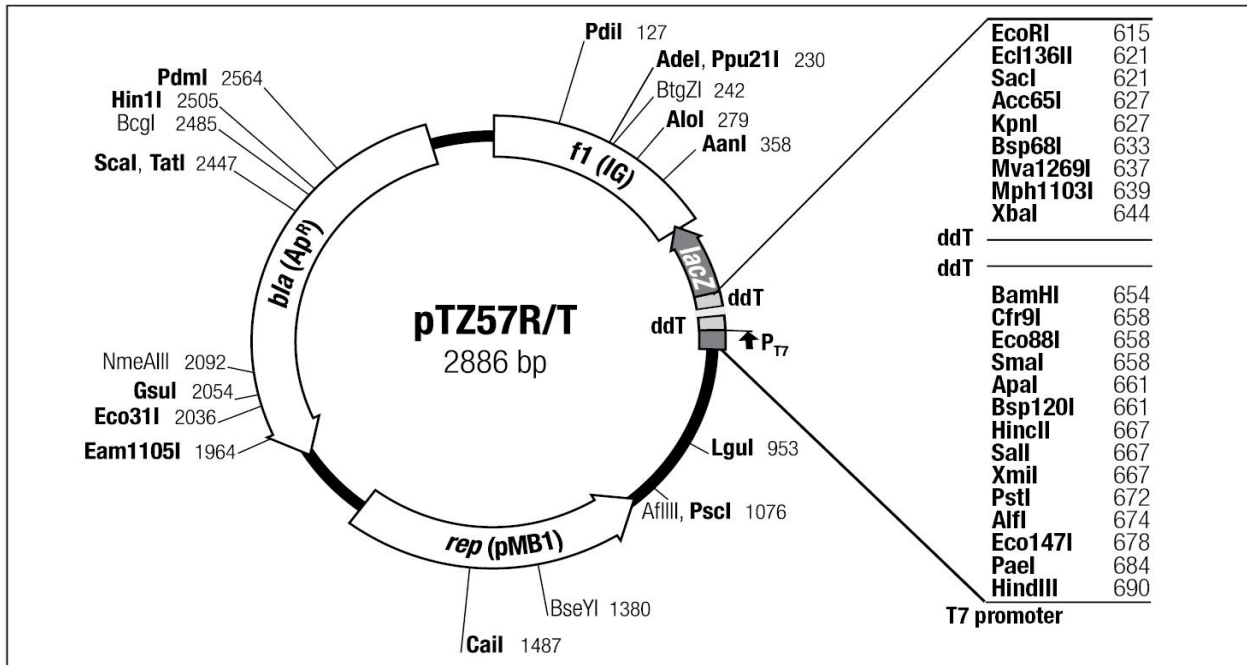 PdiI 127
AdeI, Ppu21I 230
BtgZI 242
AloI 279
AanI 358
PdmI 2564
Hin1I 2505
BcgI 2485
ScaI, TatI 2447
f1 (IG)
bla (Apᴿ)
lacZ
ddT
ddT
P T7
pTZ57R/T
2886 bp
NmeAIII 2092
GsuI 2054
Eco31I 2036
Eam1105I 1964
LguI 953
AflIII, PscI 1076
rep (pMB1)
BseYI 1380
CaiI 1487
EcoRI 615
Ecl136II 621
SacI 621
Acc65I 627
KpnI 627
Bsp68I 633
Mva1269I 637
Mph1103I 639
XbaI 644
ddT
ddT
BamHI 654
Cfr9I 658
Eco88I 658
SmaI 658
ApaI 661
Bsp120I 661
HincII 667
SalI 667
XmiI 667
PstI 672
AlfI 674
Eco147I 678
PaeI 684
HindIII 690
T7 promoter